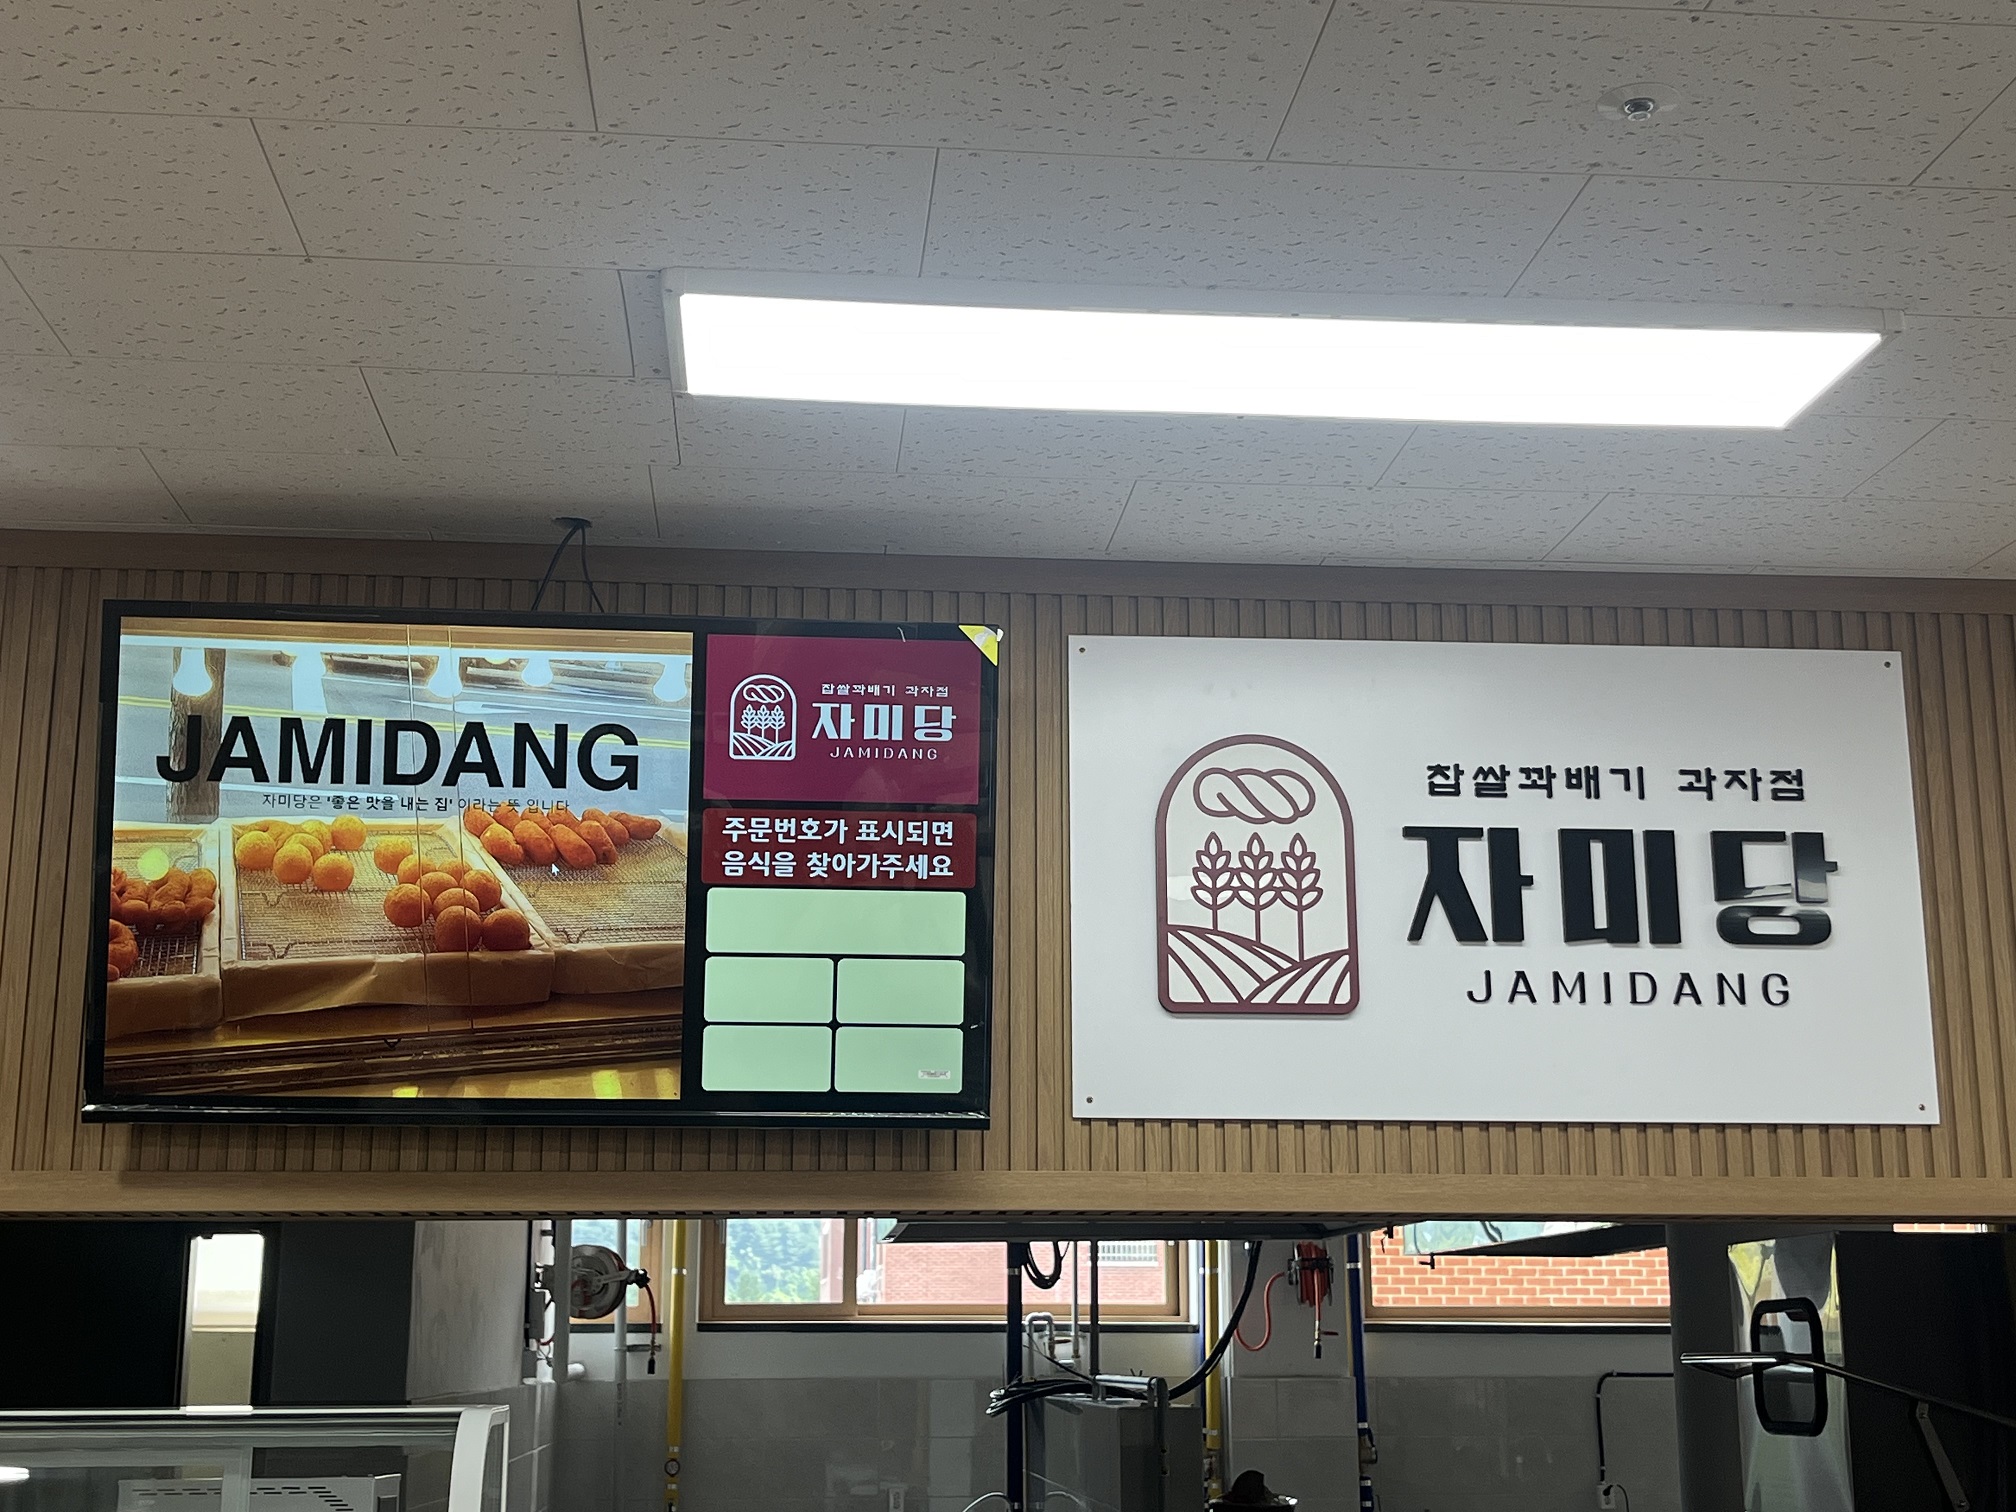 JAMIDANG
자미당은 '좋은 맛을 내는 집' 이라는 뜻 입니다
찹쌀꽈배기 과자점
자미당
JAMIDANG
주문번호가 표시되면
음식을 찾아가주세요
찹쌀꽈배기 과자점
자미당
JAMIDANG